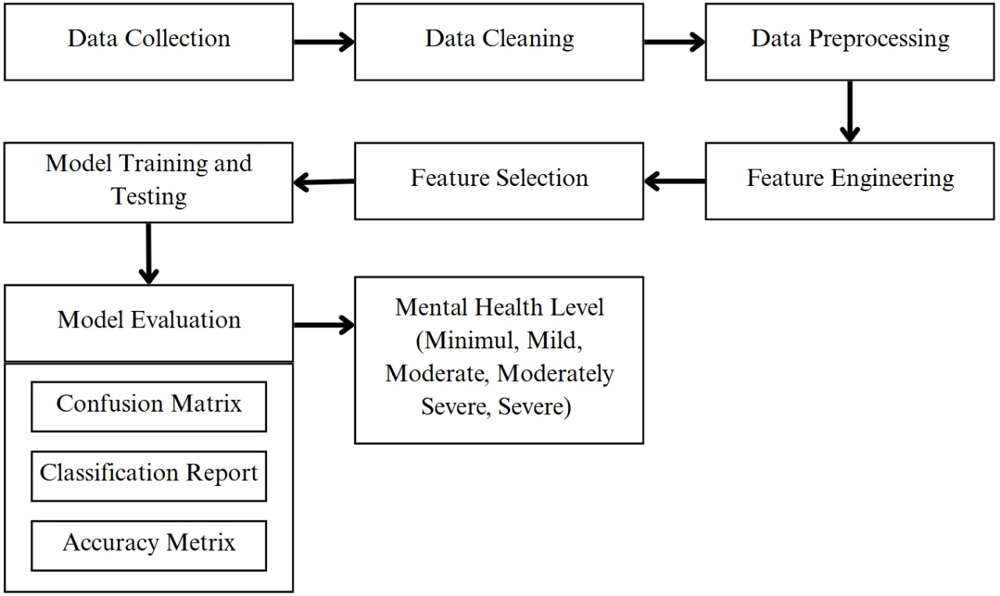 Data Collection
Data Cleaning
Data Preprocessing
Model Training and
Testing
Feature Selection
Feature Engineering
Model Evaluation
Mental Health Level
(Minimul, Mild,
Moderate, Moderately
Severe, Severe)
Confusion Matrix
Classification Report
Accuracy Metrix